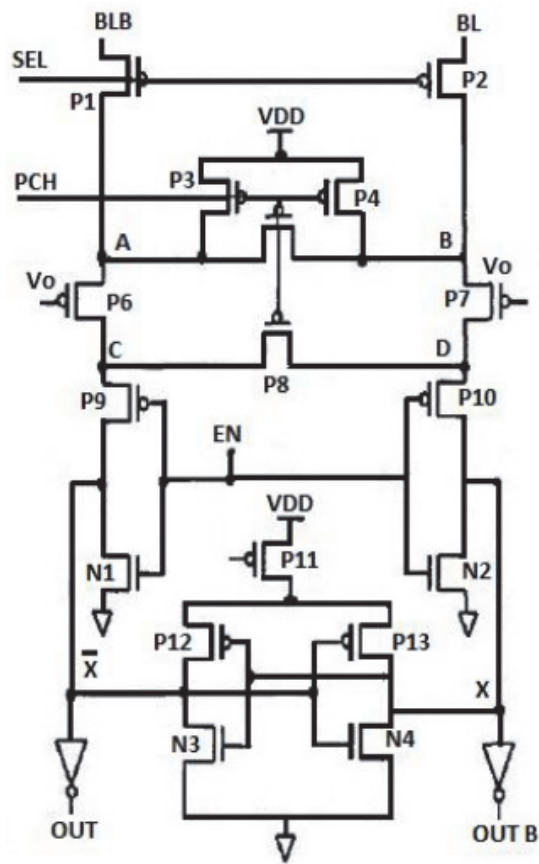 BLB
BL
SEL
P1
P2
VDD
PCH
P3
P4
A
B
Vo
P6
Vo
P7
C
D
P8
P9
P10
EN
VDD
N1
P11
N2
P12
P13
X
X
N3
N4
OUT
OUT B